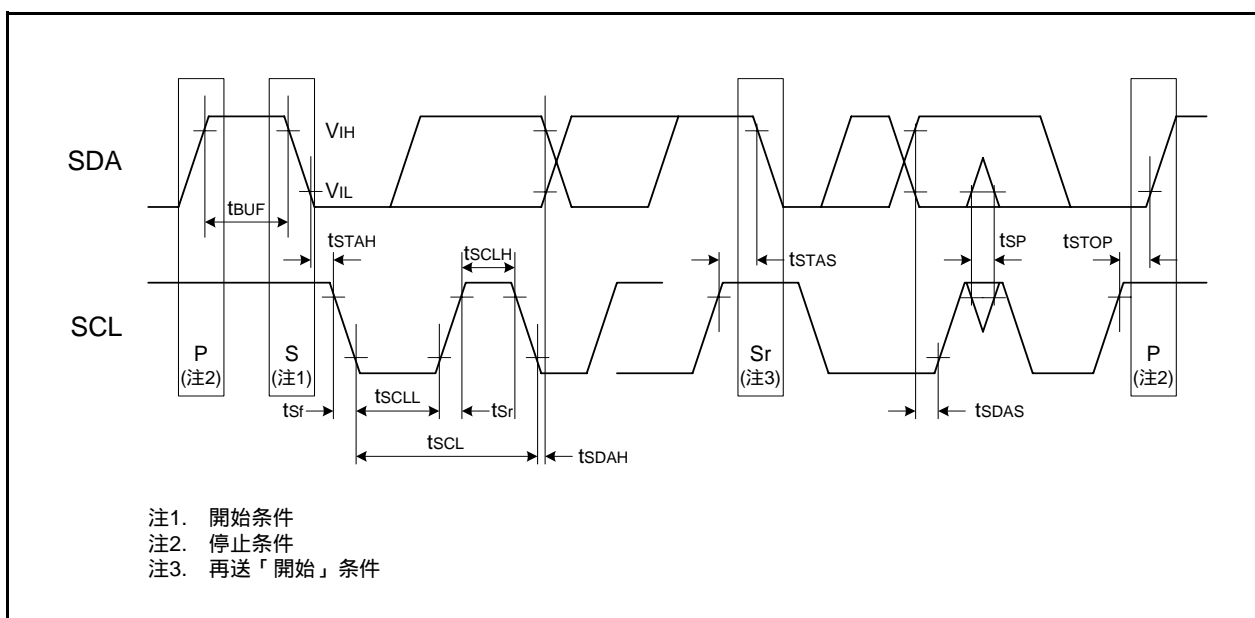 SDA
VIH
VIL
tBUF
tSTAH
tSCLH
tSTAS
tSP
tSTOP
SCL
P
(注2)
S
(注1)
Sr
(注3)
P
(注2)
tSf
tSCLL
tSr
tSDAS
tSCL
tSDAH
注1. 開始条件
注2. 停止条件
注3. 再送「開始」条件